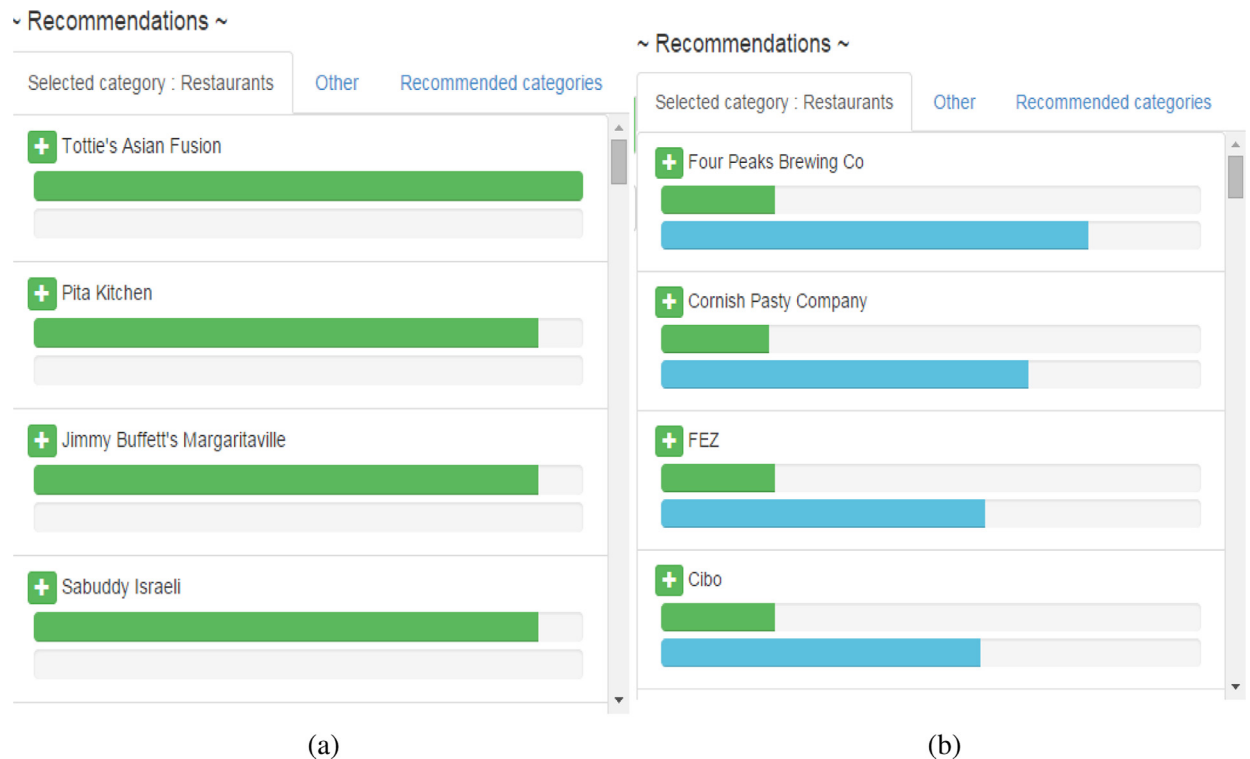 ~ Recommendations ~
Selected category : Restaurants Other Recommended categories
Tottie's Asian Fusion
Pita Kitchen
Jimmy Buffett's Margaritaville
Sabuddy Israeli
(a)
~ Recommendations ~
Selected category : Restaurants Other Recommended categories
Four Peaks Brewing Co
Cornish Pasty Company
FEZ
Cibo
(b)